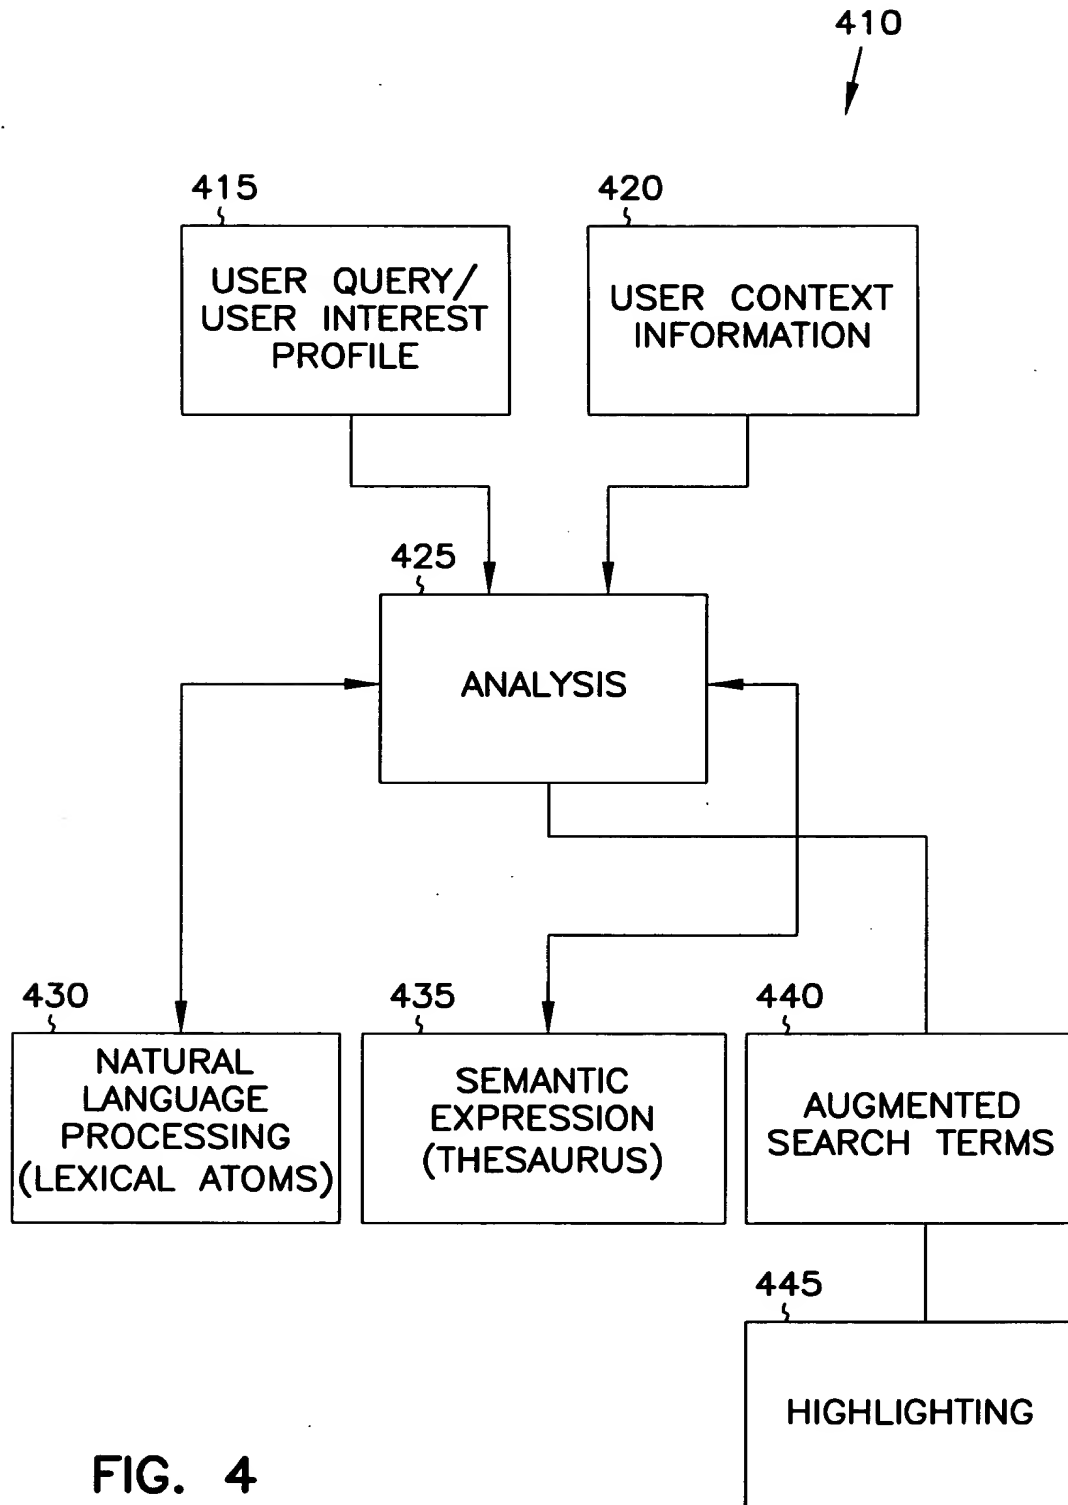 410
415
USER QUERY/
USER INTEREST
PROFILE
420
USER CONTEXT
INFORMATION
425
ANALYSIS
430
NATURAL
LANGUAGE
PROCESSING
(LEXICAL ATOMS)
435
SEMANTIC
EXPRESSION
(THESAURUS)
440
AUGMENTED
SEARCH TERMS
445
HIGHLIGHTING
FIG. 4